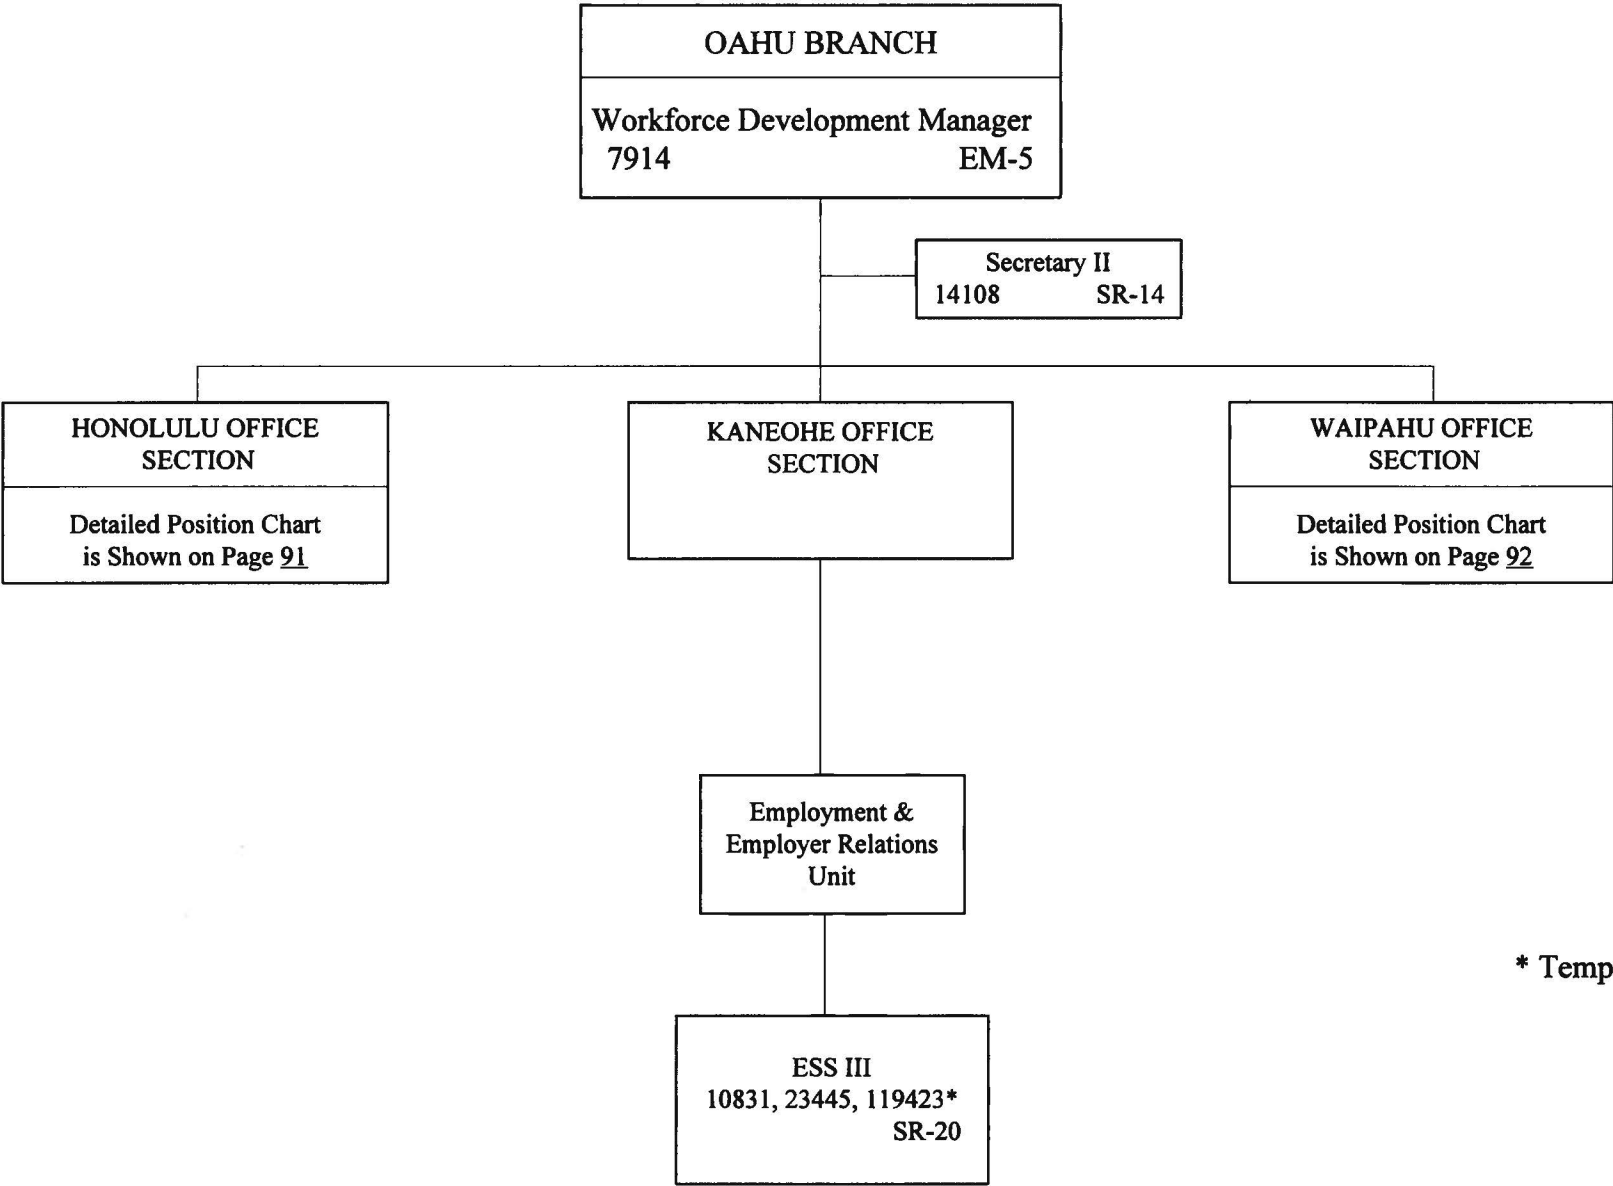 OAHU BRANCH
Workforce Development Manager
7914 EM-5
Secretary II
14108 SR-14
HONOLULU OFFICE
SECTION
Detailed Position Chart
is Shown on Page 91
KANEOHE OFFICE
SECTION
WAIPAHU OFFICE
SECTION
Detailed Position Chart
is Shown on Page 92
Employment &
Employer Relations
Unit
* Temp
ESS III
10831, 23445, 119423*
SR-20